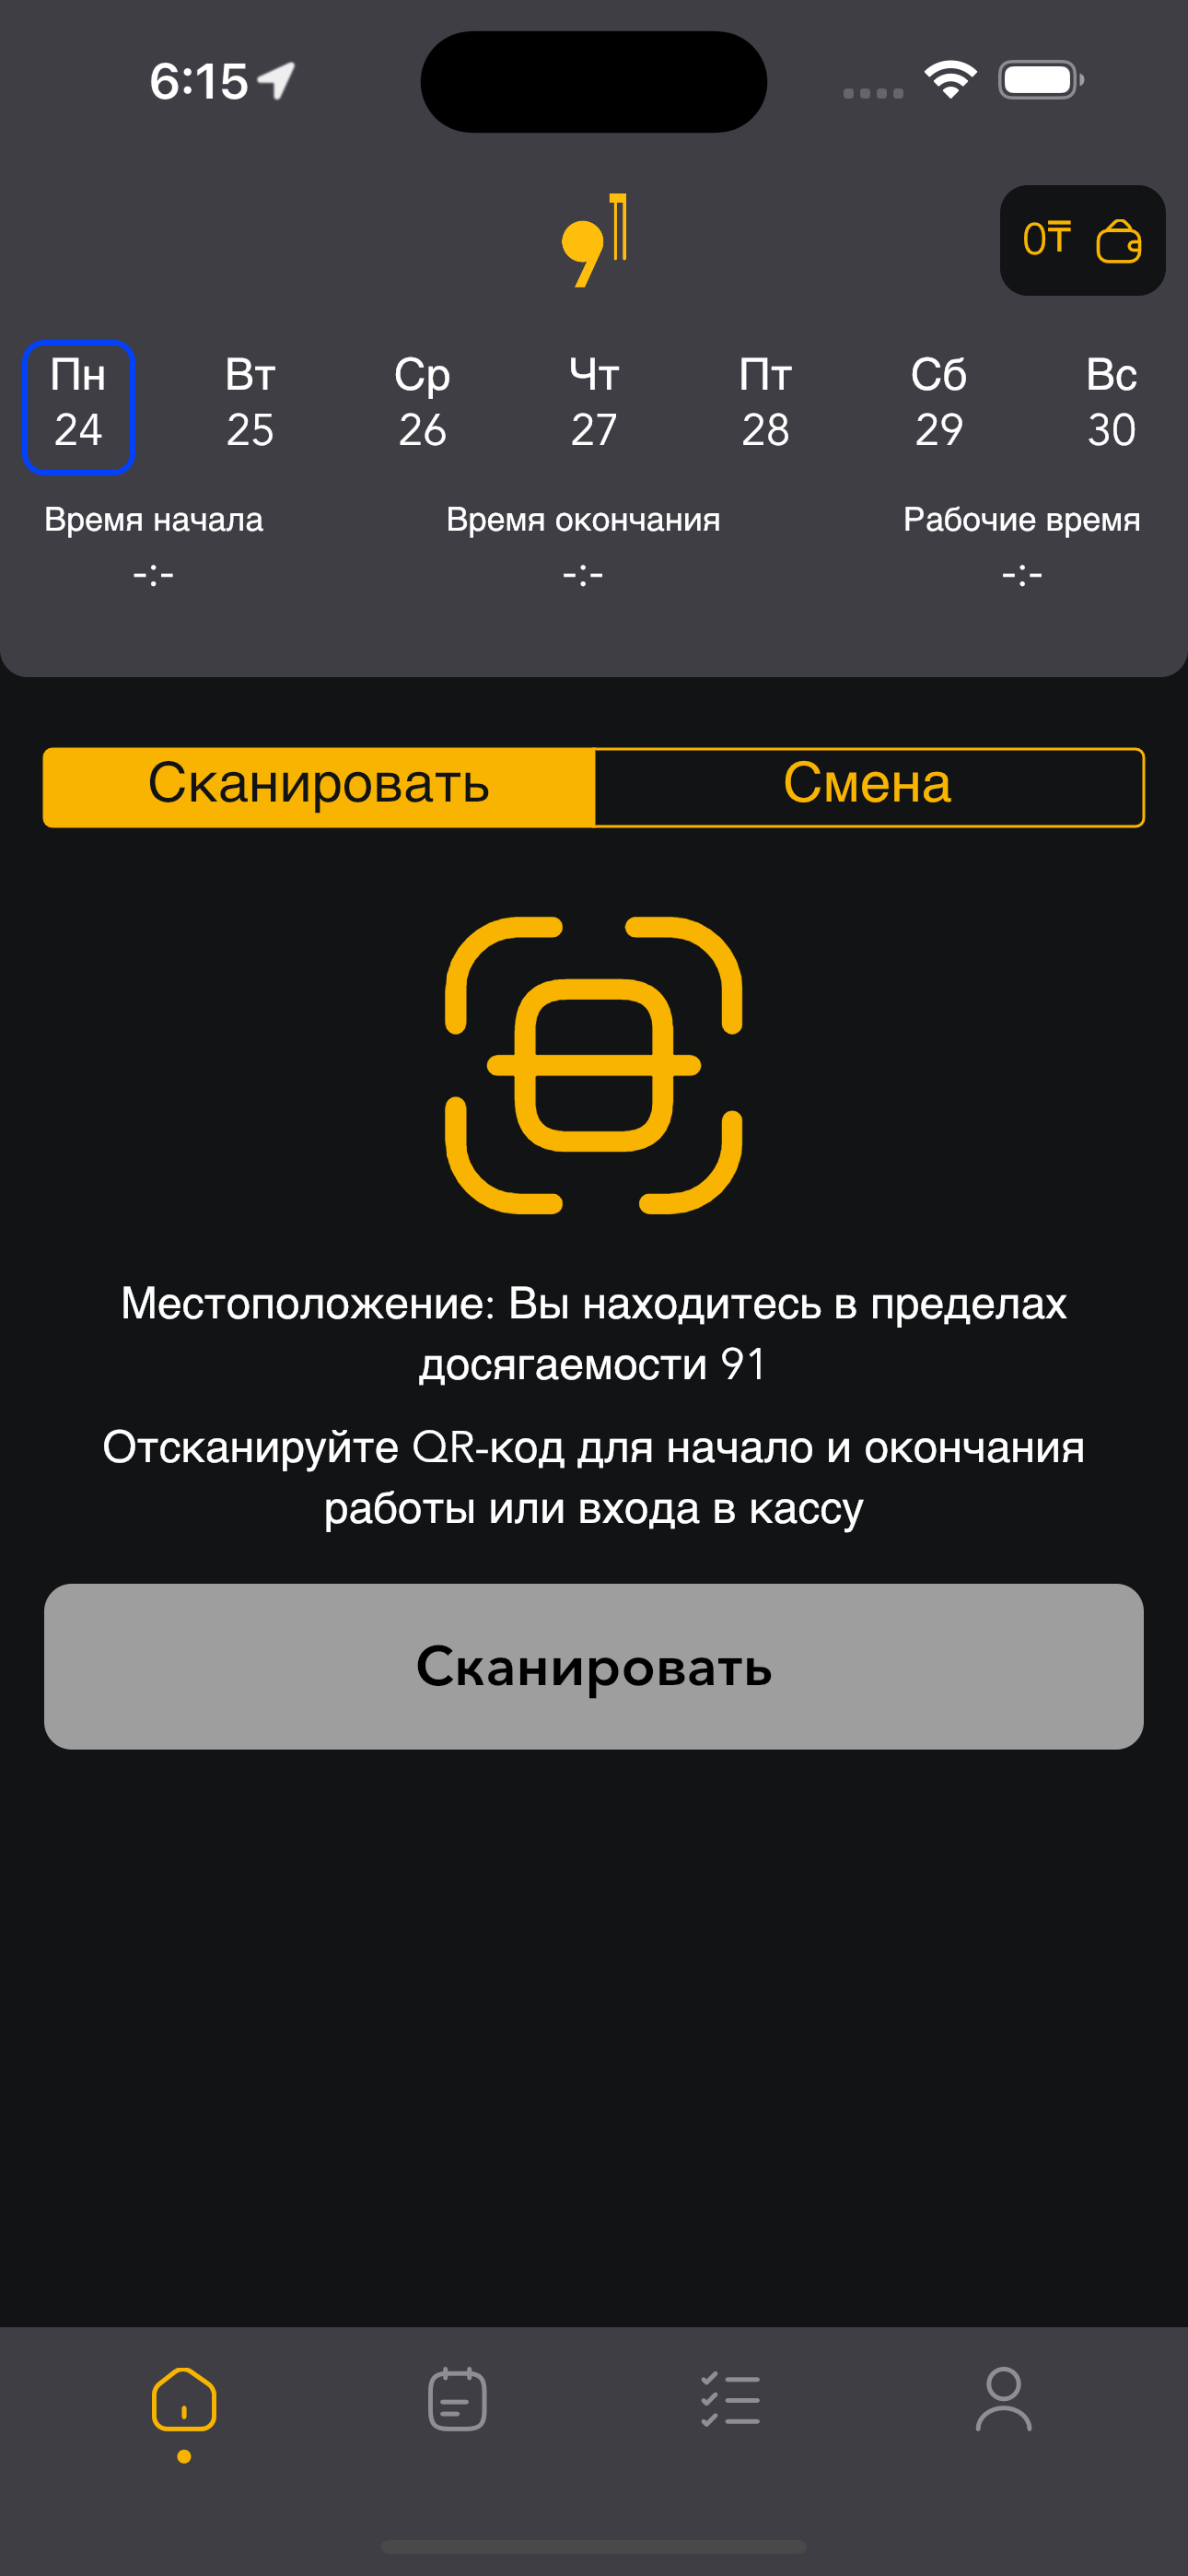 6:15
0₸
Пн Вт Ср Чт Пт Сб Вс
24 25 26 27 28 29 30
Время начала Время окончания Рабочие время
-:- -:- -:-
Сканировать Смена
Местоположение: Вы находитесь в пределах
досягаемости 91
Отсканируйте QR-код для начало и окончания
работы или входа в кассу
Сканировать